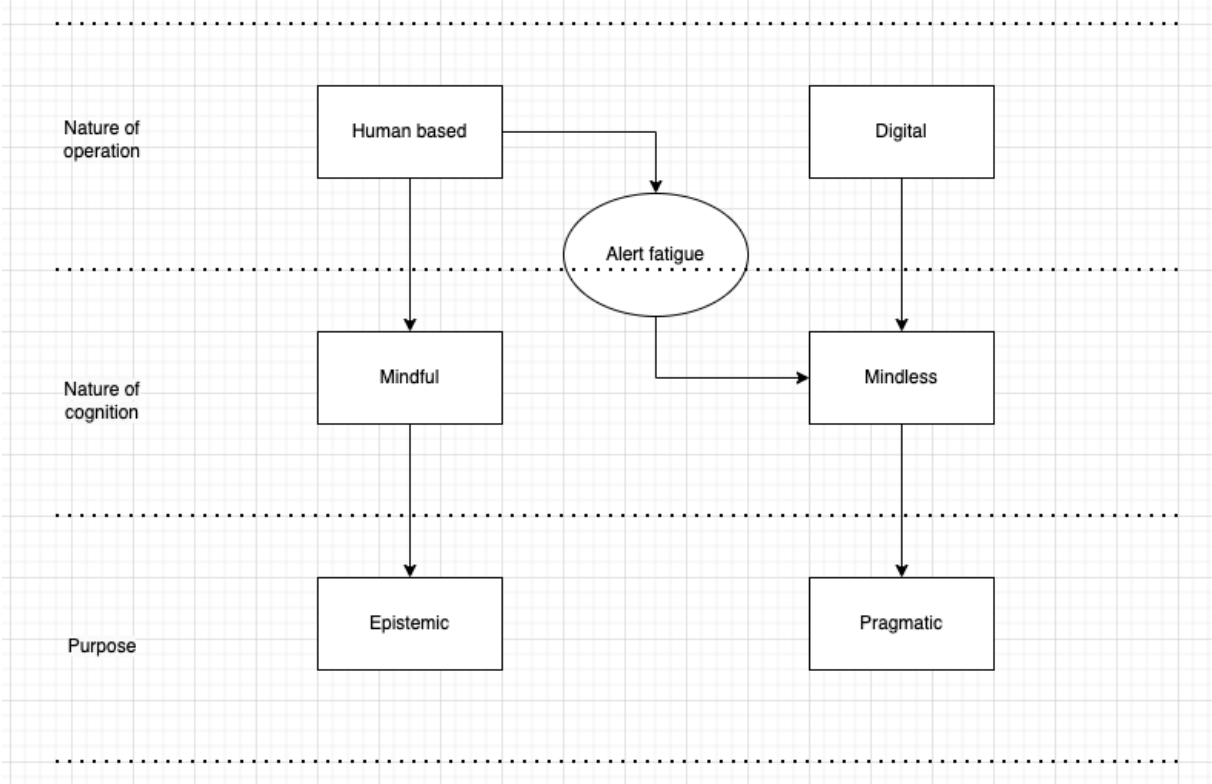 Nature of
operation
Human based
Digital
Alert fatigue
Nature of
cognition
Mindful
Mindless
Purpose
Epistemic
Pragmatic